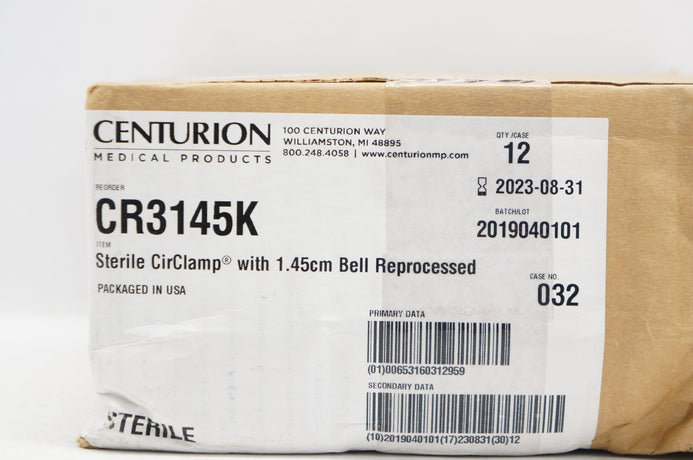 CENTURION
MEDICAL PRODUCTS
100 CENTURION WAY
WILLIAMSTON, MI 48895
800.248.4058 | www.centurionmp.com
QTY./CASE
12
2023-08-31
REORDER
CR3145K
BATCH/LOT
2019040101
ITEM
Sterile CirClamp® with 1.45cm Bell Reprocessed
PACKAGED IN USA
CASE NO.
032
PRIMARY DATA
(01)00653160312959
SECONDARY DATA
(10)2019040101(17)230831(30)12
STERILE